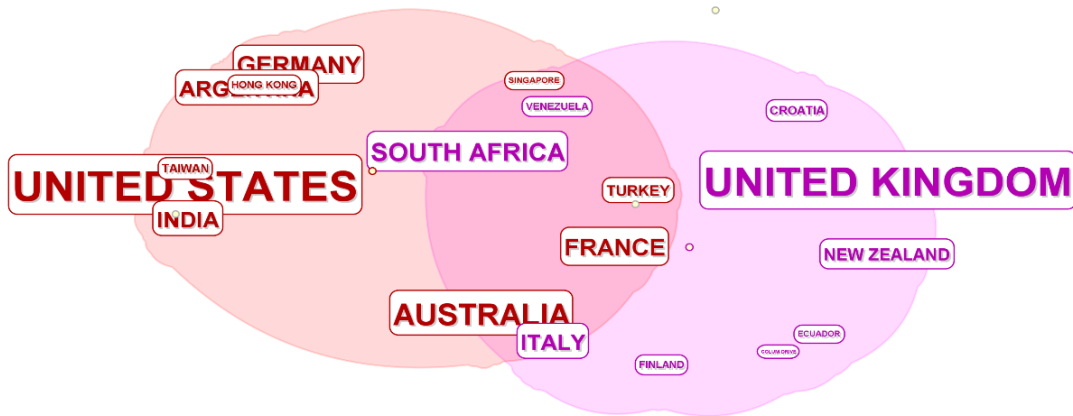 GERMANY
SINGAPORE
ARGENTINA
HONG KONG
VENEZUELA
CROATIA
SOUTH AFRICA
TAIWAN
UNITED STATES
UNITED KINGDOM
TURKEY
INDIA
FRANCE
NEW ZEALAND
AUSTRALIA
ITALY
ECUADOR
FINLAND